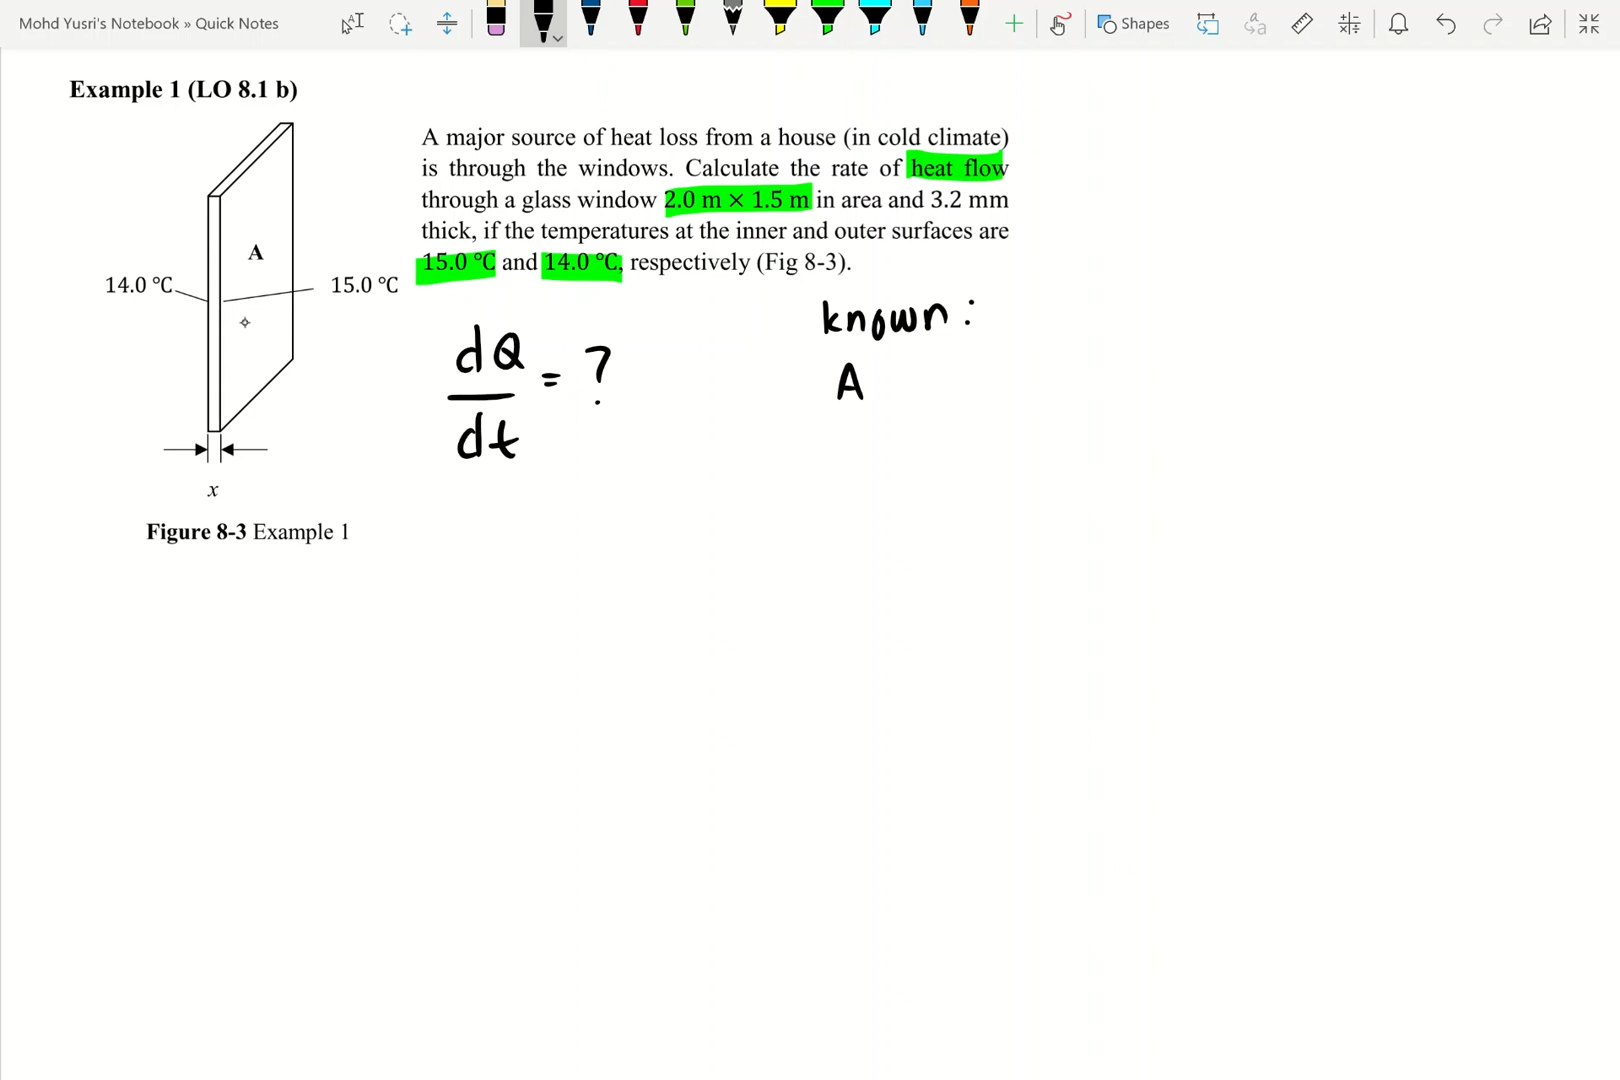 Mohd Yusri's Notebook » Quick Notes
Shapes
Example 1 (LO 8.1 b)
A major source of heat loss from a house (in cold climate)
is through the windows. Calculate the rate of heat flow
through a glass window 2.0 m × 1.5 m in area and 3.2 mm
thick, if the temperatures at the inner and outer surfaces are
15.0 °C and 14.0 °C, respectively (Fig 8-3).
A
14.0 °C
15.0 °C
x
Figure 8-3 Example 1
dQ
dt
= ?
known :
A